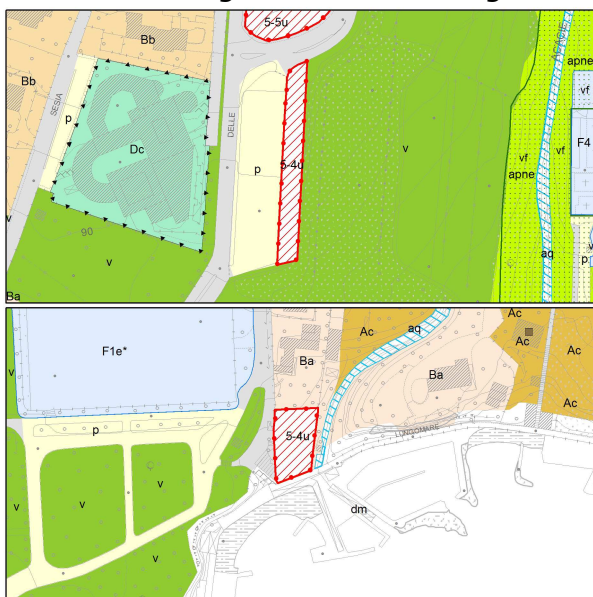 5-5u
Bb
Bb
SESIA
p
Dc
DELLE
p
5-4u
v
ACACIE
apne
vf
vf
vf
apne
F4
v
90
v
aq
p
v
Ba
F1e*
v
Ba
Ac
aq
Ac
Ac
Ac
Ba
Ac
p
5-4u
LUNGOMARE
v
v
v
dm
v